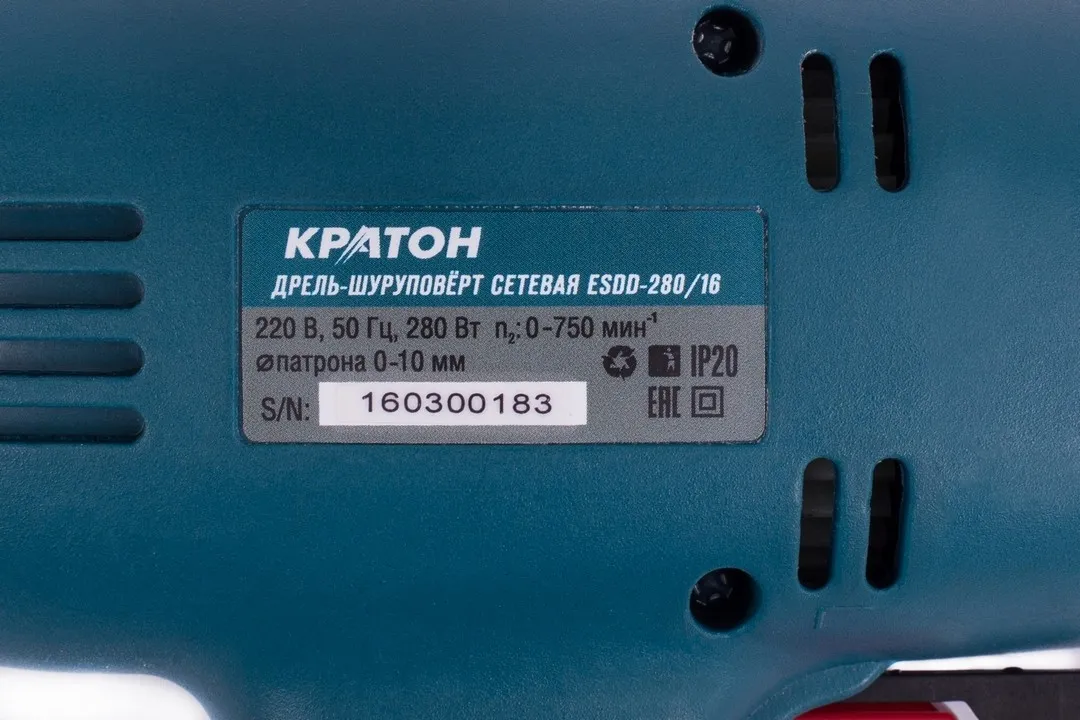 КРАТОН
ДРЕЛЬ-ШУРУПОВЁРТ СЕТЕВАЯ ESDD-280/16
220 В, 50 Гц, 280 Вт n₂: 0-750 мин⁻¹
⌀патрона 0-10 мм
IP20
S/N: 160300183
EAC